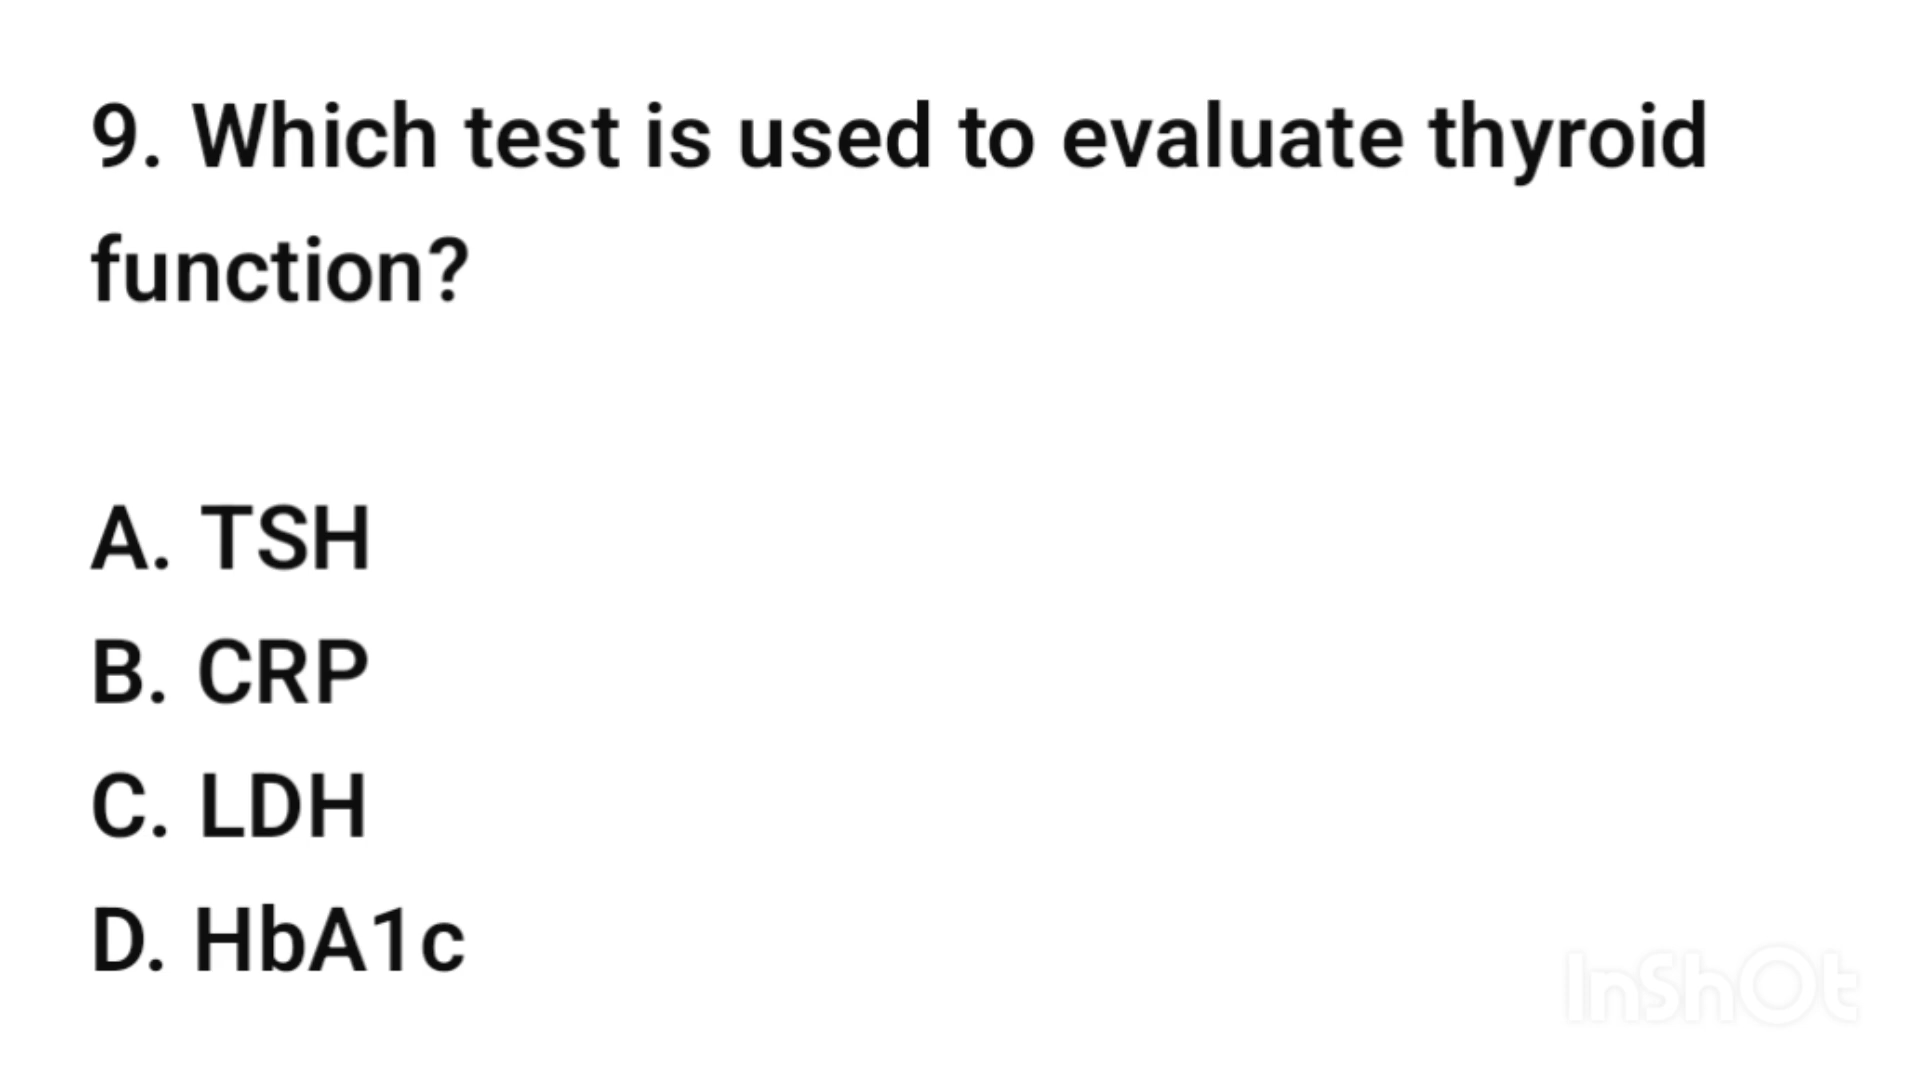 9. Which test is used to evaluate thyroid
function?
A. TSH
B. CRP
C. LDH
D. HbA1c
InShOt